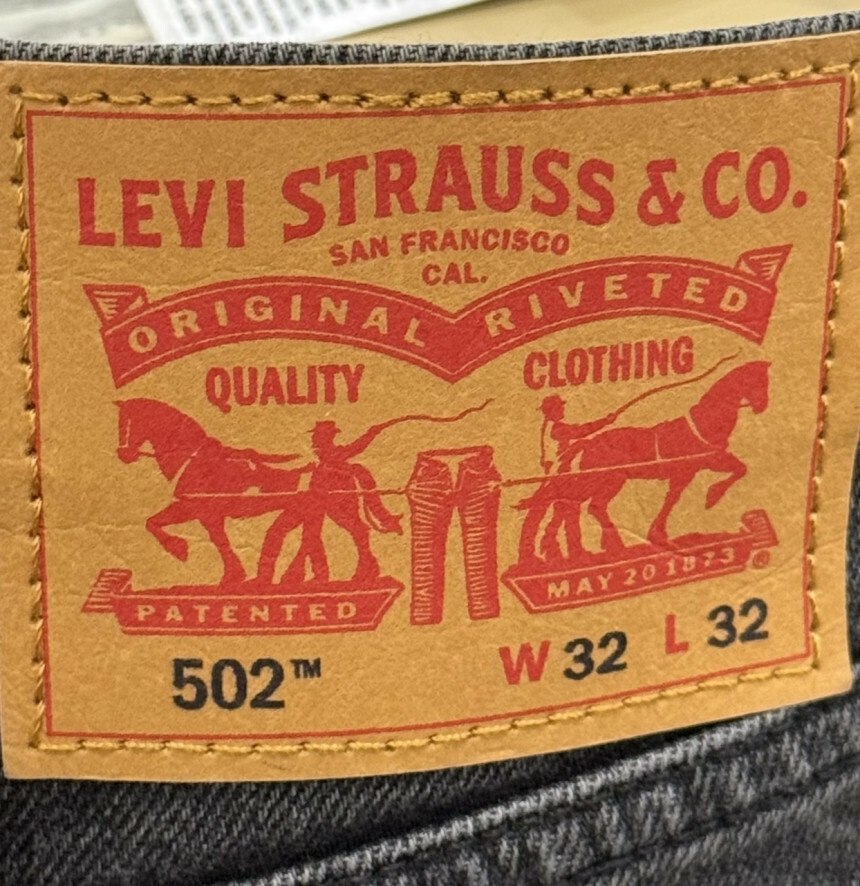 LEVI STRAUSS & CO.
SAN FRANCISCO
CAL.
ORIGINAL RIVETED
QUALITY CLOTHING
PATENTED MAY 20 1873 ®
502™ W 32 L 32